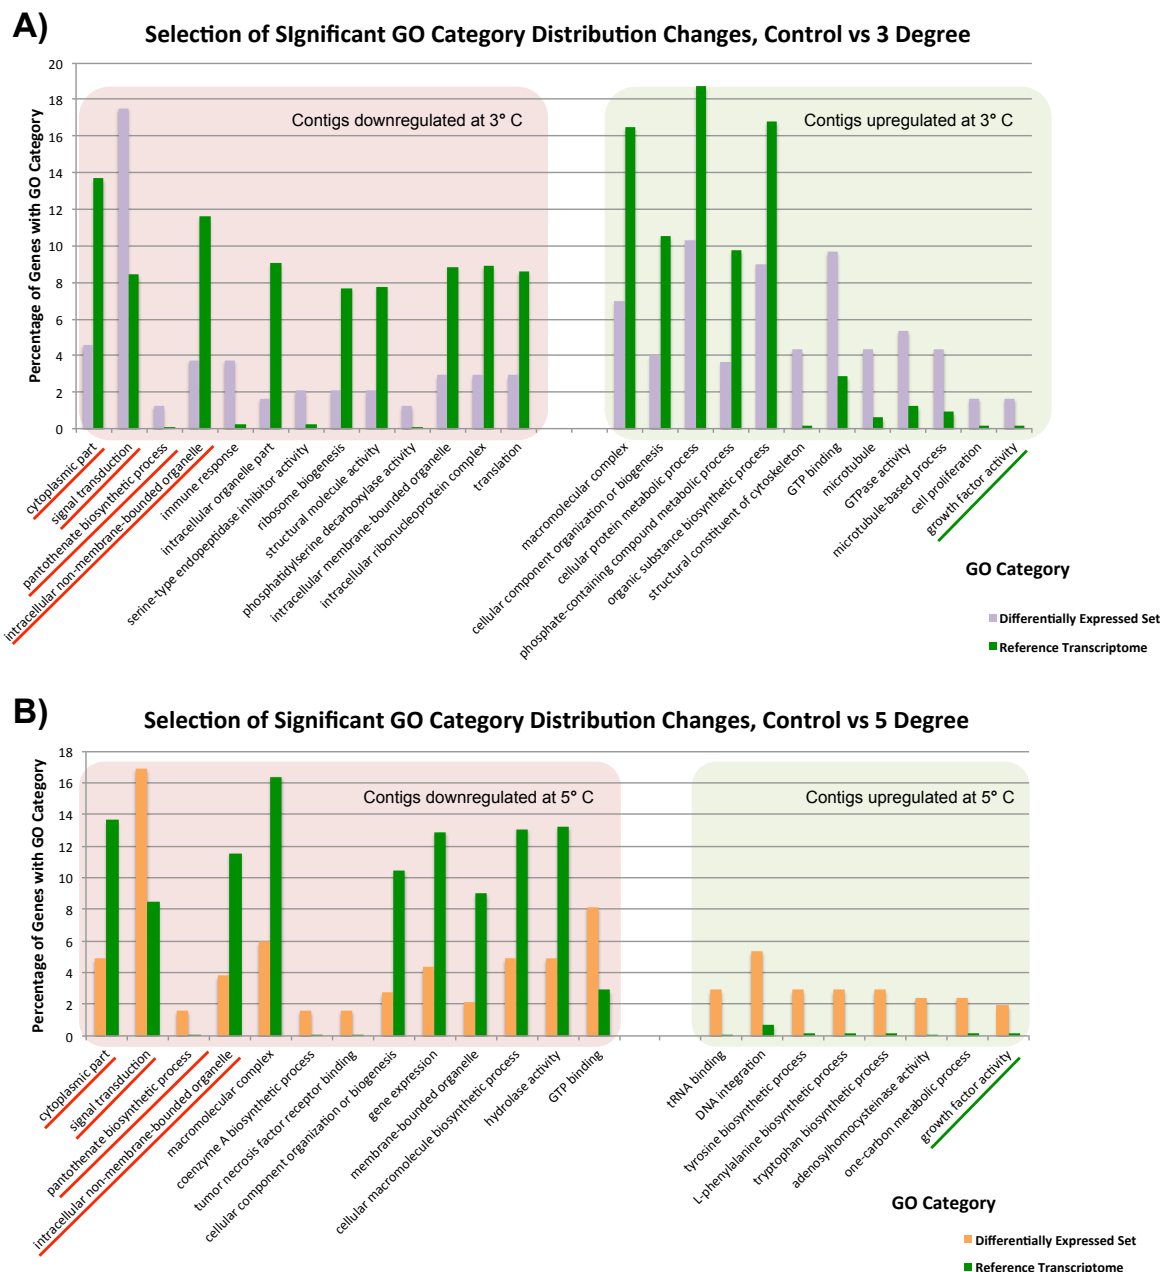 A)
Selection of SIgnificant GO Category Distribution Changes, Control vs 3 Degree
Percentage of Genes with GO Category
20
18
16
14
12
10
8
6
4
2
0
Contigs downregulated at 3° C
Contigs upregulated at 3° C
cytoplasmic part
signal transduction
pantothenate biosynthetic process
intracellular non-membrane-bounded organelle
immune response
intracellular organelle part
serine-type endopeptidase inhibitor activity
ribosome biogenesis
structural molecule activity
phosphatidylserine decarboxylase activity
intracellular membrane-bounded organelle
intracellular ribonucleoprotein complex
translation
macromolecular complex
cellular component organization or biogenesis
cellular protein metabolic process
phosphate-containing compound metabolic process
organic substance biosynthetic process
structural constituent of cytoskeleton
GTP binding
microtubule
GTPase activity
microtubule-based process
cell proliferation
growth factor activity
GO Category
Differentially Expressed Set
Reference Transcriptome
B)
Selection of Significant GO Category Distribution Changes, Control vs 5 Degree
Percentage of Genes with GO Category
18
16
14
12
10
8
6
4
2
0
Contigs downregulated at 5° C
Contigs upregulated at 5° C
cytoplasmic part
signal transduction
pantothenate biosynthetic process
intracellular non-membrane-bounded organelle
macromolecular complex
coenzyme A biosynthetic process
tumor necrosis factor receptor binding
cellular component organization or biogenesis
gene expression
membrane-bounded organelle
cellular macromolecule biosynthetic process
hydrolase activity
GTP binding
tRNA binding
DNA integration
tyrosine biosynthetic process
L-phenylalanine biosynthetic process
tryptophan biosynthetic process
adenosylhomocysteinase activity
one-carbon metabolic process
growth factor activity
GO Category
Differentially Expressed Set
Reference Transcriptome